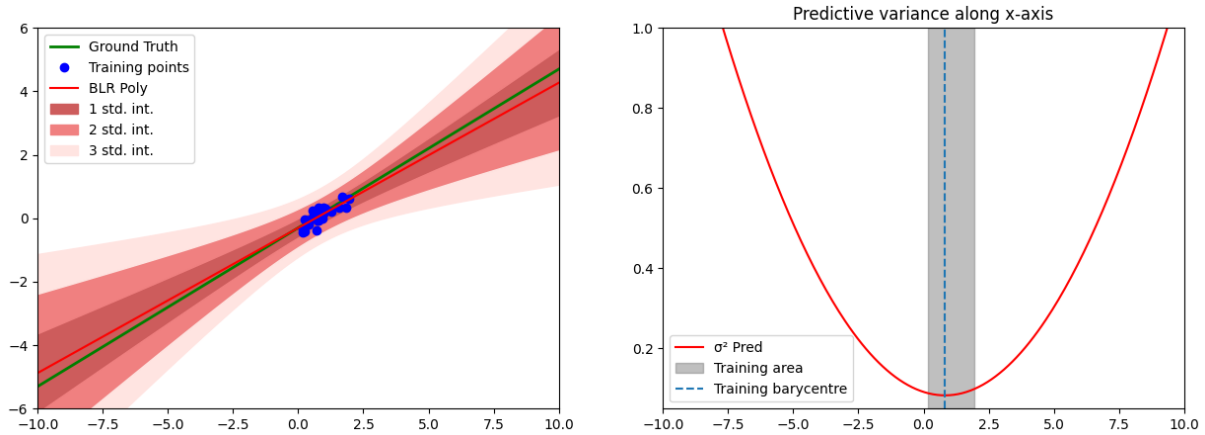 6
4
2
0
−2
−4
−6
Ground Truth
Training points
BLR Poly
1 std. int.
2 std. int.
3 std. int.
−10.0 −7.5 −5.0 −2.5 0.0 2.5 5.0 7.5 10.0
Predictive variance along x-axis
1.0
0.8
0.6
0.4
0.2
σ² Pred
Training area
Training barycentre
−10.0 −7.5 −5.0 −2.5 0.0 2.5 5.0 7.5 10.0